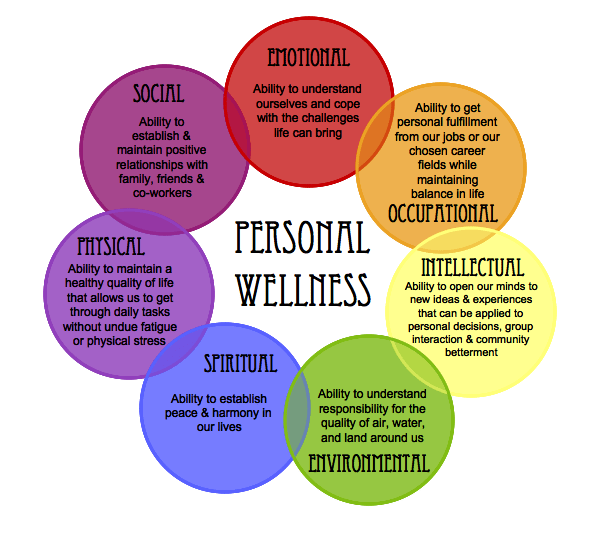 EMOTIONAL
Ability to understand
ourselves and cope
with the challenges
life can bring
Ability to get
personal fulfillment
from our jobs or our
chosen career
fields while
maintaining
balance in life
OCCUPATIONAL
INTELLECTUAL
Ability to open our minds to
new ideas & experiences
that can be applied to
personal decisions, group
interaction & community
betterment
Ability to understand
responsibility for the
quality of air, water,
and land around us
ENVIRONMENTAL
SPIRITUAL
Ability to establish
peace & harmony in
our lives
PHYSICAL
Ability to maintain a
healthy quality of life
that allows us to get
through daily tasks
without undue fatigue
or physical stress
SOCIAL
Ability to
establish &
maintain positive
relationships with
family, friends &
co-workers
PERSONAL
WELLNESS